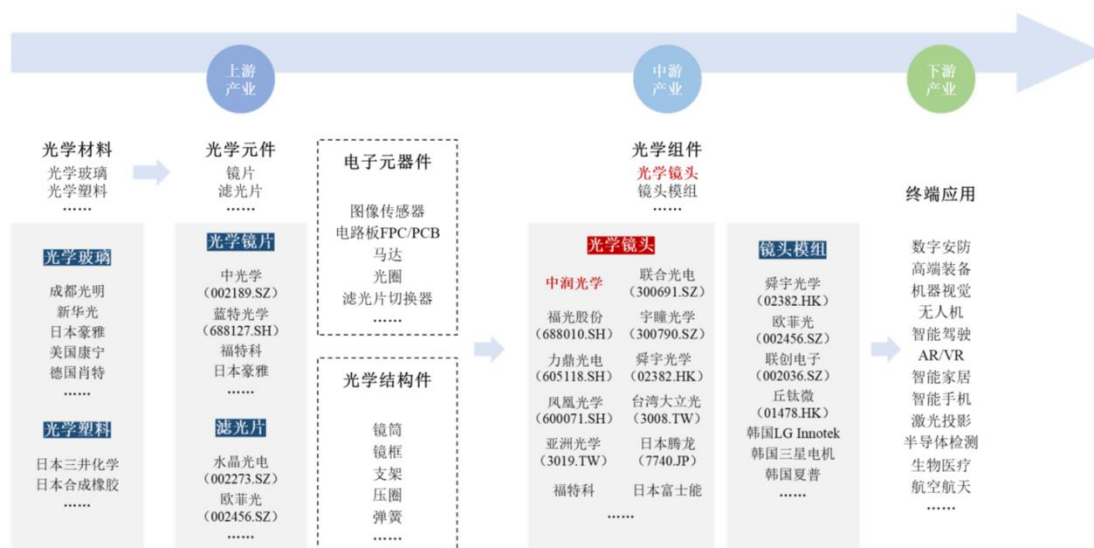 上游
产业
中游
产业
下游
产业
光学材料
光学玻璃
光学塑料
……
光学玻璃
成都光明
新华光
日本豪雅
美国康宁
德国肖特
……
光学塑料
日本三井化学
日本合成橡胶
……
光学元件
镜片
滤光片
……
光学镜片
中光学
(002189.SZ)
蓝特光学
(688127.SH)
福特科
日本豪雅
……
滤光片
水晶光电
(002273.SZ)
欧菲光
(002456.SZ)
……
电子元器件
图像传感器
电路板FPC/PCB
马达
光圈
滤光片切换器
……
光学结构件
镜筒
镜框
支架
压圈
弹簧
……
光学组件
光学镜头
镜头模组
……
光学镜头
中润光学
福光股份
(688010.SH)
力鼎光电
(605118.SH)
凤凰光学
(600071.SH)
亚洲光学
(3019.TW)
福特科
联合光电
(300691.SZ)
宇瞳光学
(300790.SZ)
舜宇光学
(02382.HK)
台湾大立光
(3008.TW)
日本腾龙
(7740.JP)
日本富士能
……
镜头模组
舜宇光学
(02382.HK)
欧菲光
(002456.SZ)
联创电子
(002036.SZ)
丘钛微
(01478.HK)
韩国LG Innotek
韩国三星电机
韩国夏普
……
终端应用
数字安防
高端装备
机器视觉
无人机
智能驾驶
AR/VR
智能家居
智能手机
激光投影
半导体检测
生物医疗
航空航天
……